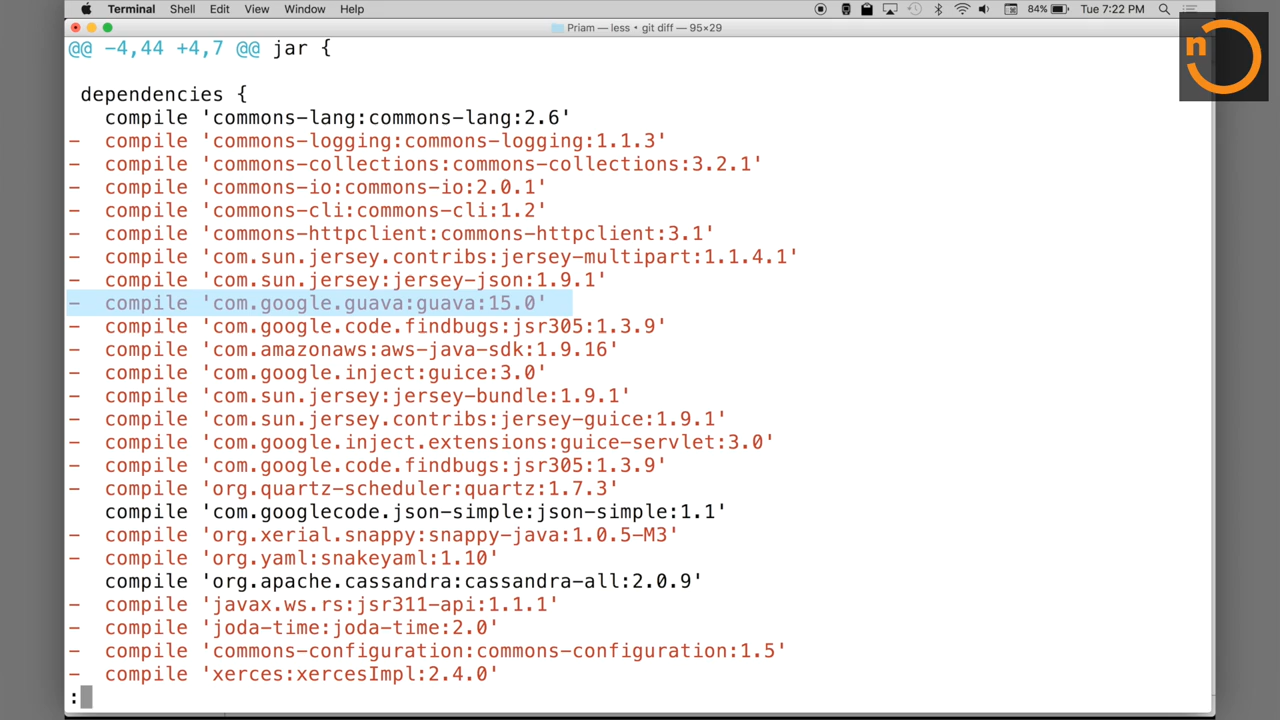 Terminal Shell Edit View Window Help 84% Tue 7:22 PM
Priam — less • git diff — 95×29
n
@@ -4,44 +4,7 @@ jar {
dependencies {
compile 'commons-lang:commons-lang:2.6'
- compile 'commons-logging:commons-logging:1.1.3'
- compile 'commons-collections:commons-collections:3.2.1'
- compile 'commons-io:commons-io:2.0.1'
- compile 'commons-cli:commons-cli:1.2'
- compile 'commons-httpclient:commons-httpclient:3.1'
- compile 'com.sun.jersey.contribs:jersey-multipart:1.1.4.1'
- compile 'com.sun.jersey:jersey-json:1.9.1'
- compile 'com.google.guava:guava:15.0'
- compile 'com.google.code.findbugs:jsr305:1.3.9'
- compile 'com.amazonaws:aws-java-sdk:1.9.16'
- compile 'com.google.inject:guice:3.0'
- compile 'com.sun.jersey:jersey-bundle:1.9.1'
- compile 'com.sun.jersey.contribs:jersey-guice:1.9.1'
- compile 'com.google.inject.extensions:guice-servlet:3.0'
- compile 'com.google.code.findbugs:jsr305:1.3.9'
- compile 'org.quartz-scheduler:quartz:1.7.3'
compile 'com.googlecode.json-simple:json-simple:1.1'
- compile 'org.xerial.snappy:snappy-java:1.0.5-M3'
- compile 'org.yaml:snakeyaml:1.10'
compile 'org.apache.cassandra:cassandra-all:2.0.9'
- compile 'javax.ws.rs:jsr311-api:1.1.1'
- compile 'joda-time:joda-time:2.0'
- compile 'commons-configuration:commons-configuration:1.5'
- compile 'xerces:xercesImpl:2.4.0'
: